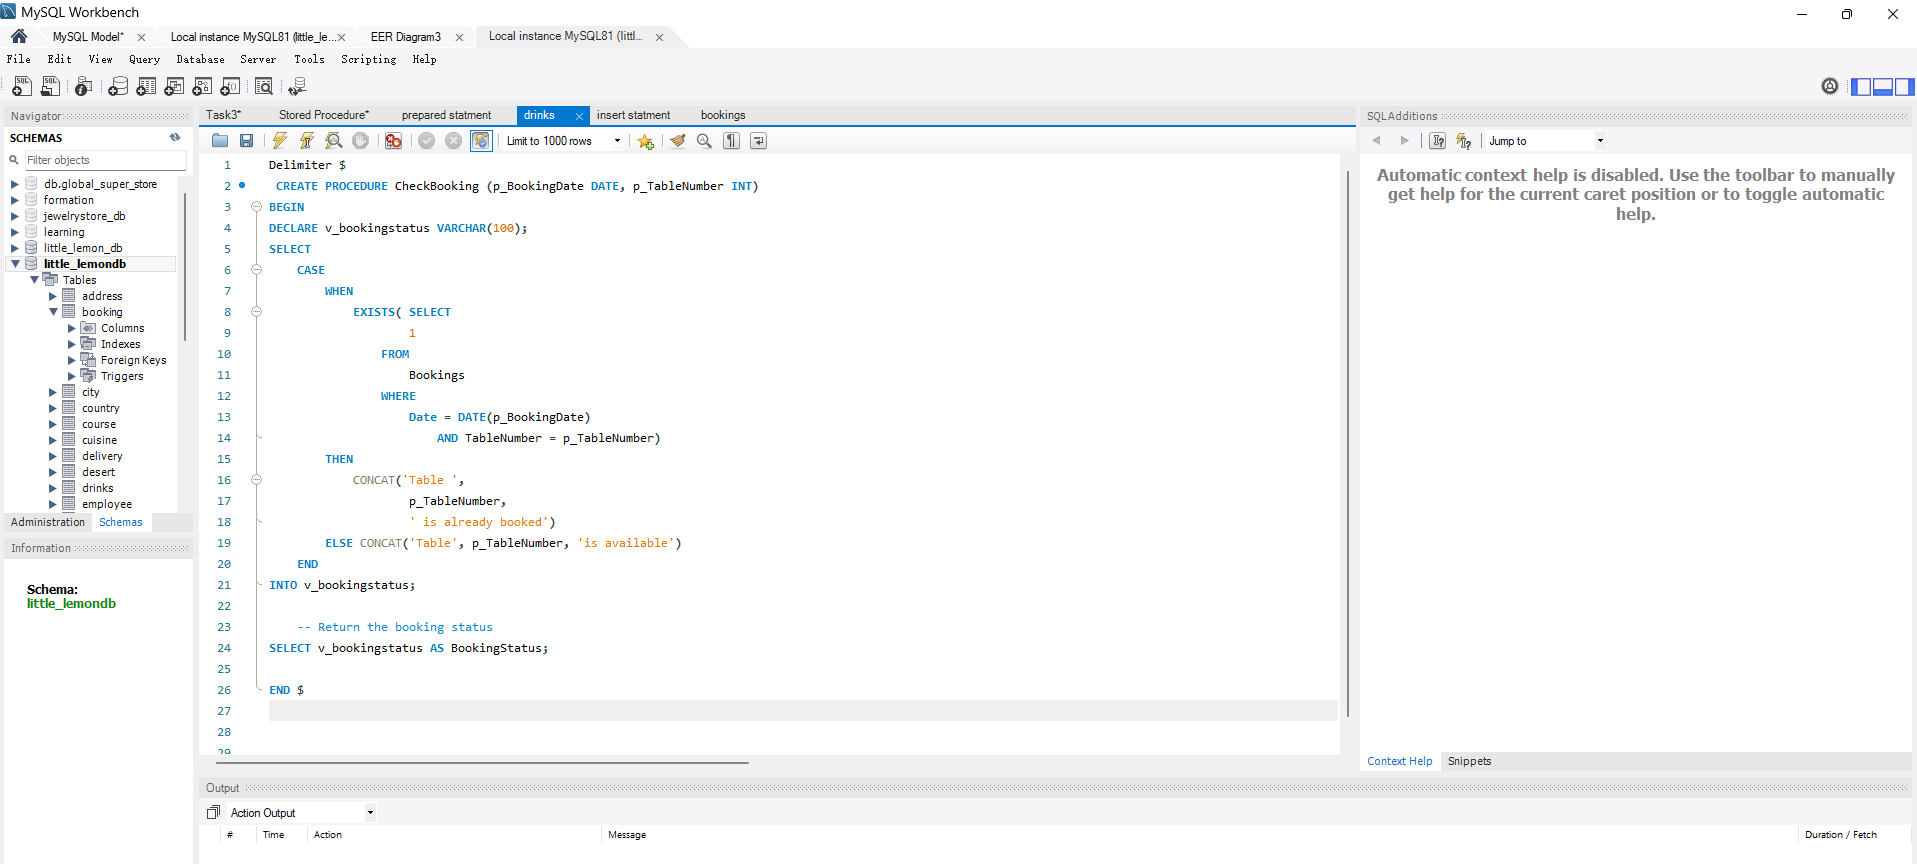 MySQL Workbench
MySQL Model*
Local instance MySQL81 (little_le...
EER Diagram3
Local instance MySQL81 (littl...
File Edit View Query Database Server Tools Scripting Help
Navigator
SCHEMAS
Filter objects
db.global_super_store
formation
jewelrystore_db
learning
little_lemon_db
little_lemondb
Tables
address
booking
Columns
Indexes
Foreign Keys
Triggers
city
country
course
cuisine
delivery
desert
drinks
employee
Administration Schemas
Information
Schema:
little_lemondb
Task3* Stored Procedure* prepared statment drinks insert statment bookings
Limit to 1000 rows
1 Delimiter $
2 CREATE PROCEDURE CheckBooking (p_BookingDate DATE, p_TableNumber INT)
3 BEGIN
4 DECLARE v_bookingstatus VARCHAR(100);
5 SELECT
6 CASE
7 WHEN
8 EXISTS( SELECT
9 1
10 FROM
11 Bookings
12 WHERE
13 Date = DATE(p_BookingDate)
14 AND TableNumber = p_TableNumber)
15 THEN
16 CONCAT('Table ',
17 p_TableNumber,
18 ' is already booked')
19 ELSE CONCAT('Table', p_TableNumber, 'is available')
20 END
21 INTO v_bookingstatus;
22
23 -- Return the booking status
24 SELECT v_bookingstatus AS BookingStatus;
25
26 END $
27
28
29
SQLAdditions
Jump to
Automatic context help is disabled. Use the toolbar to manually
get help for the current caret position or to toggle automatic
help.
Context Help Snippets
Output
Action Output
# Time Action Message Duration / Fetch